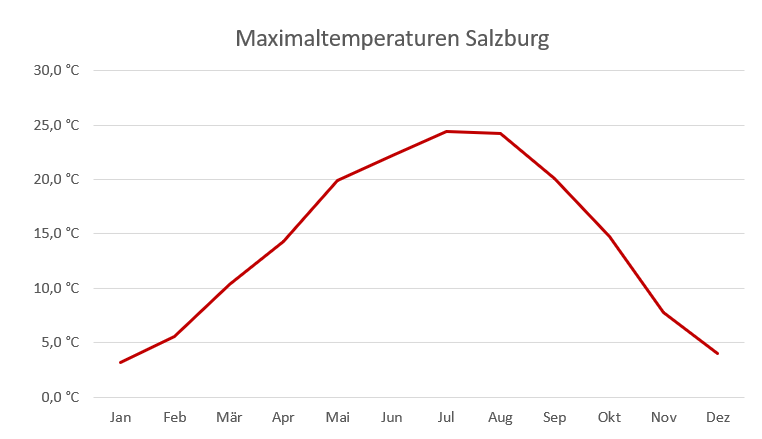 Maximaltemperaturen Salzburg
30,0 °C
25,0 °C
20,0 °C
15,0 °C
10,0 °C
5,0 °C
0,0 °C
Jan Feb Mär Apr Mai Jun Jul Aug Sep Okt Nov Dez